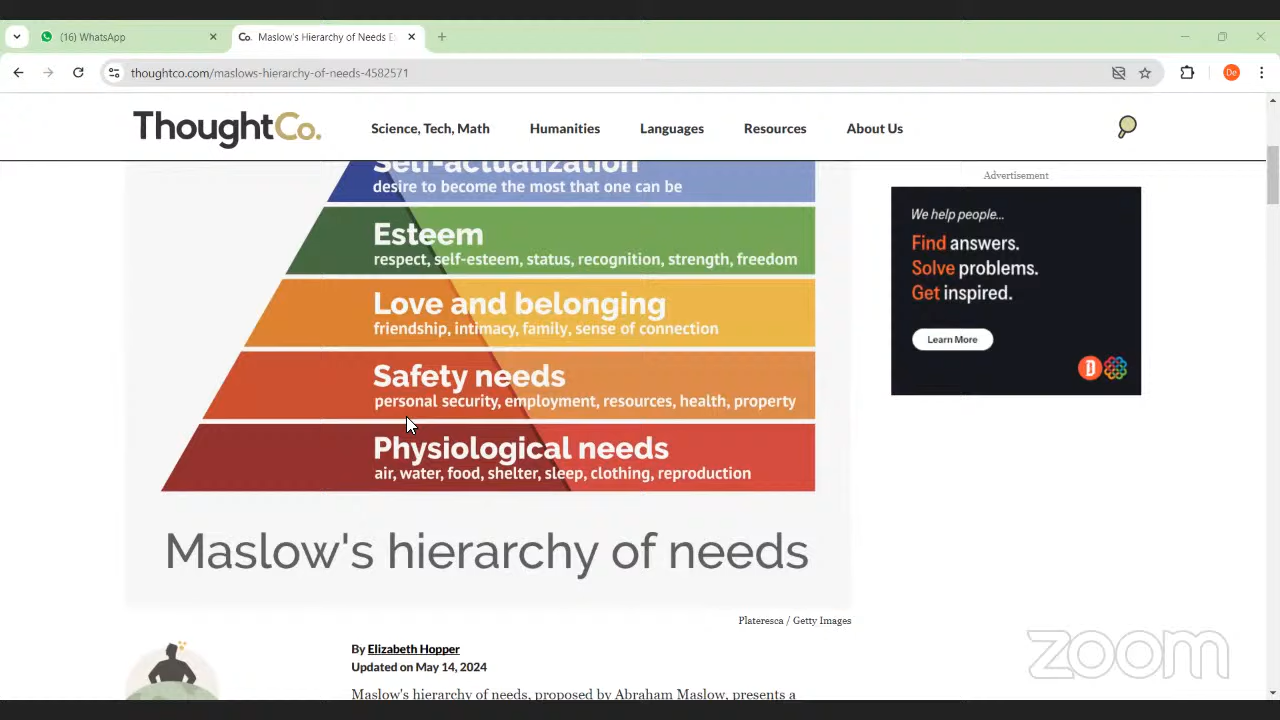 (16) WhatsApp
Co. Maslow's Hierarchy of Needs E
thoughtco.com/maslows-hierarchy-of-needs-4582571
De
ThoughtCo.
Science, Tech, Math
Humanities
Languages
Resources
About Us
Self-actualization
desire to become the most that one can be
Esteem
respect, self-esteem, status, recognition, strength, freedom
Love and belonging
friendship, intimacy, family, sense of connection
Safety needs
personal security, employment, resources, health, property
Physiological needs
air, water, food, shelter, sleep, clothing, reproduction
Maslow's hierarchy of needs
Plateresca / Getty Images
Advertisement
We help people...
Find answers.
Solve problems.
Get inspired.
Learn More
D
By Elizabeth Hopper
Updated on May 14, 2024
Maslow's hierarchy of needs, proposed by Abraham Maslow, presents a
zoom